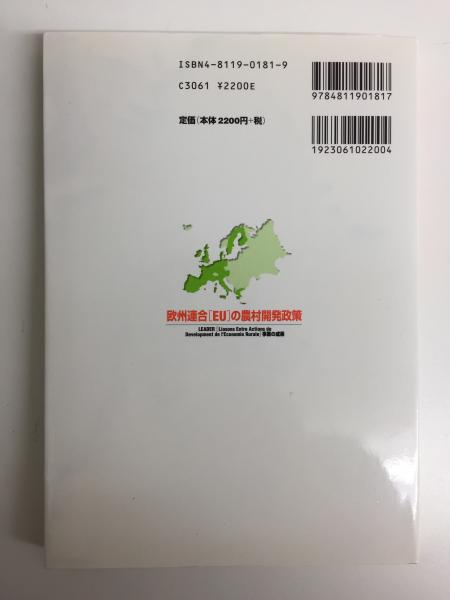 ISBN4-8119-0181-9
C3061 ¥2200E
定価(本体2200円+税)
9784811901817
1923061022004
欧州連合[EU]の農村開発政策
LEADER[Liasons Entre Actions de
Development de l'Economie Rurale]事業の成果